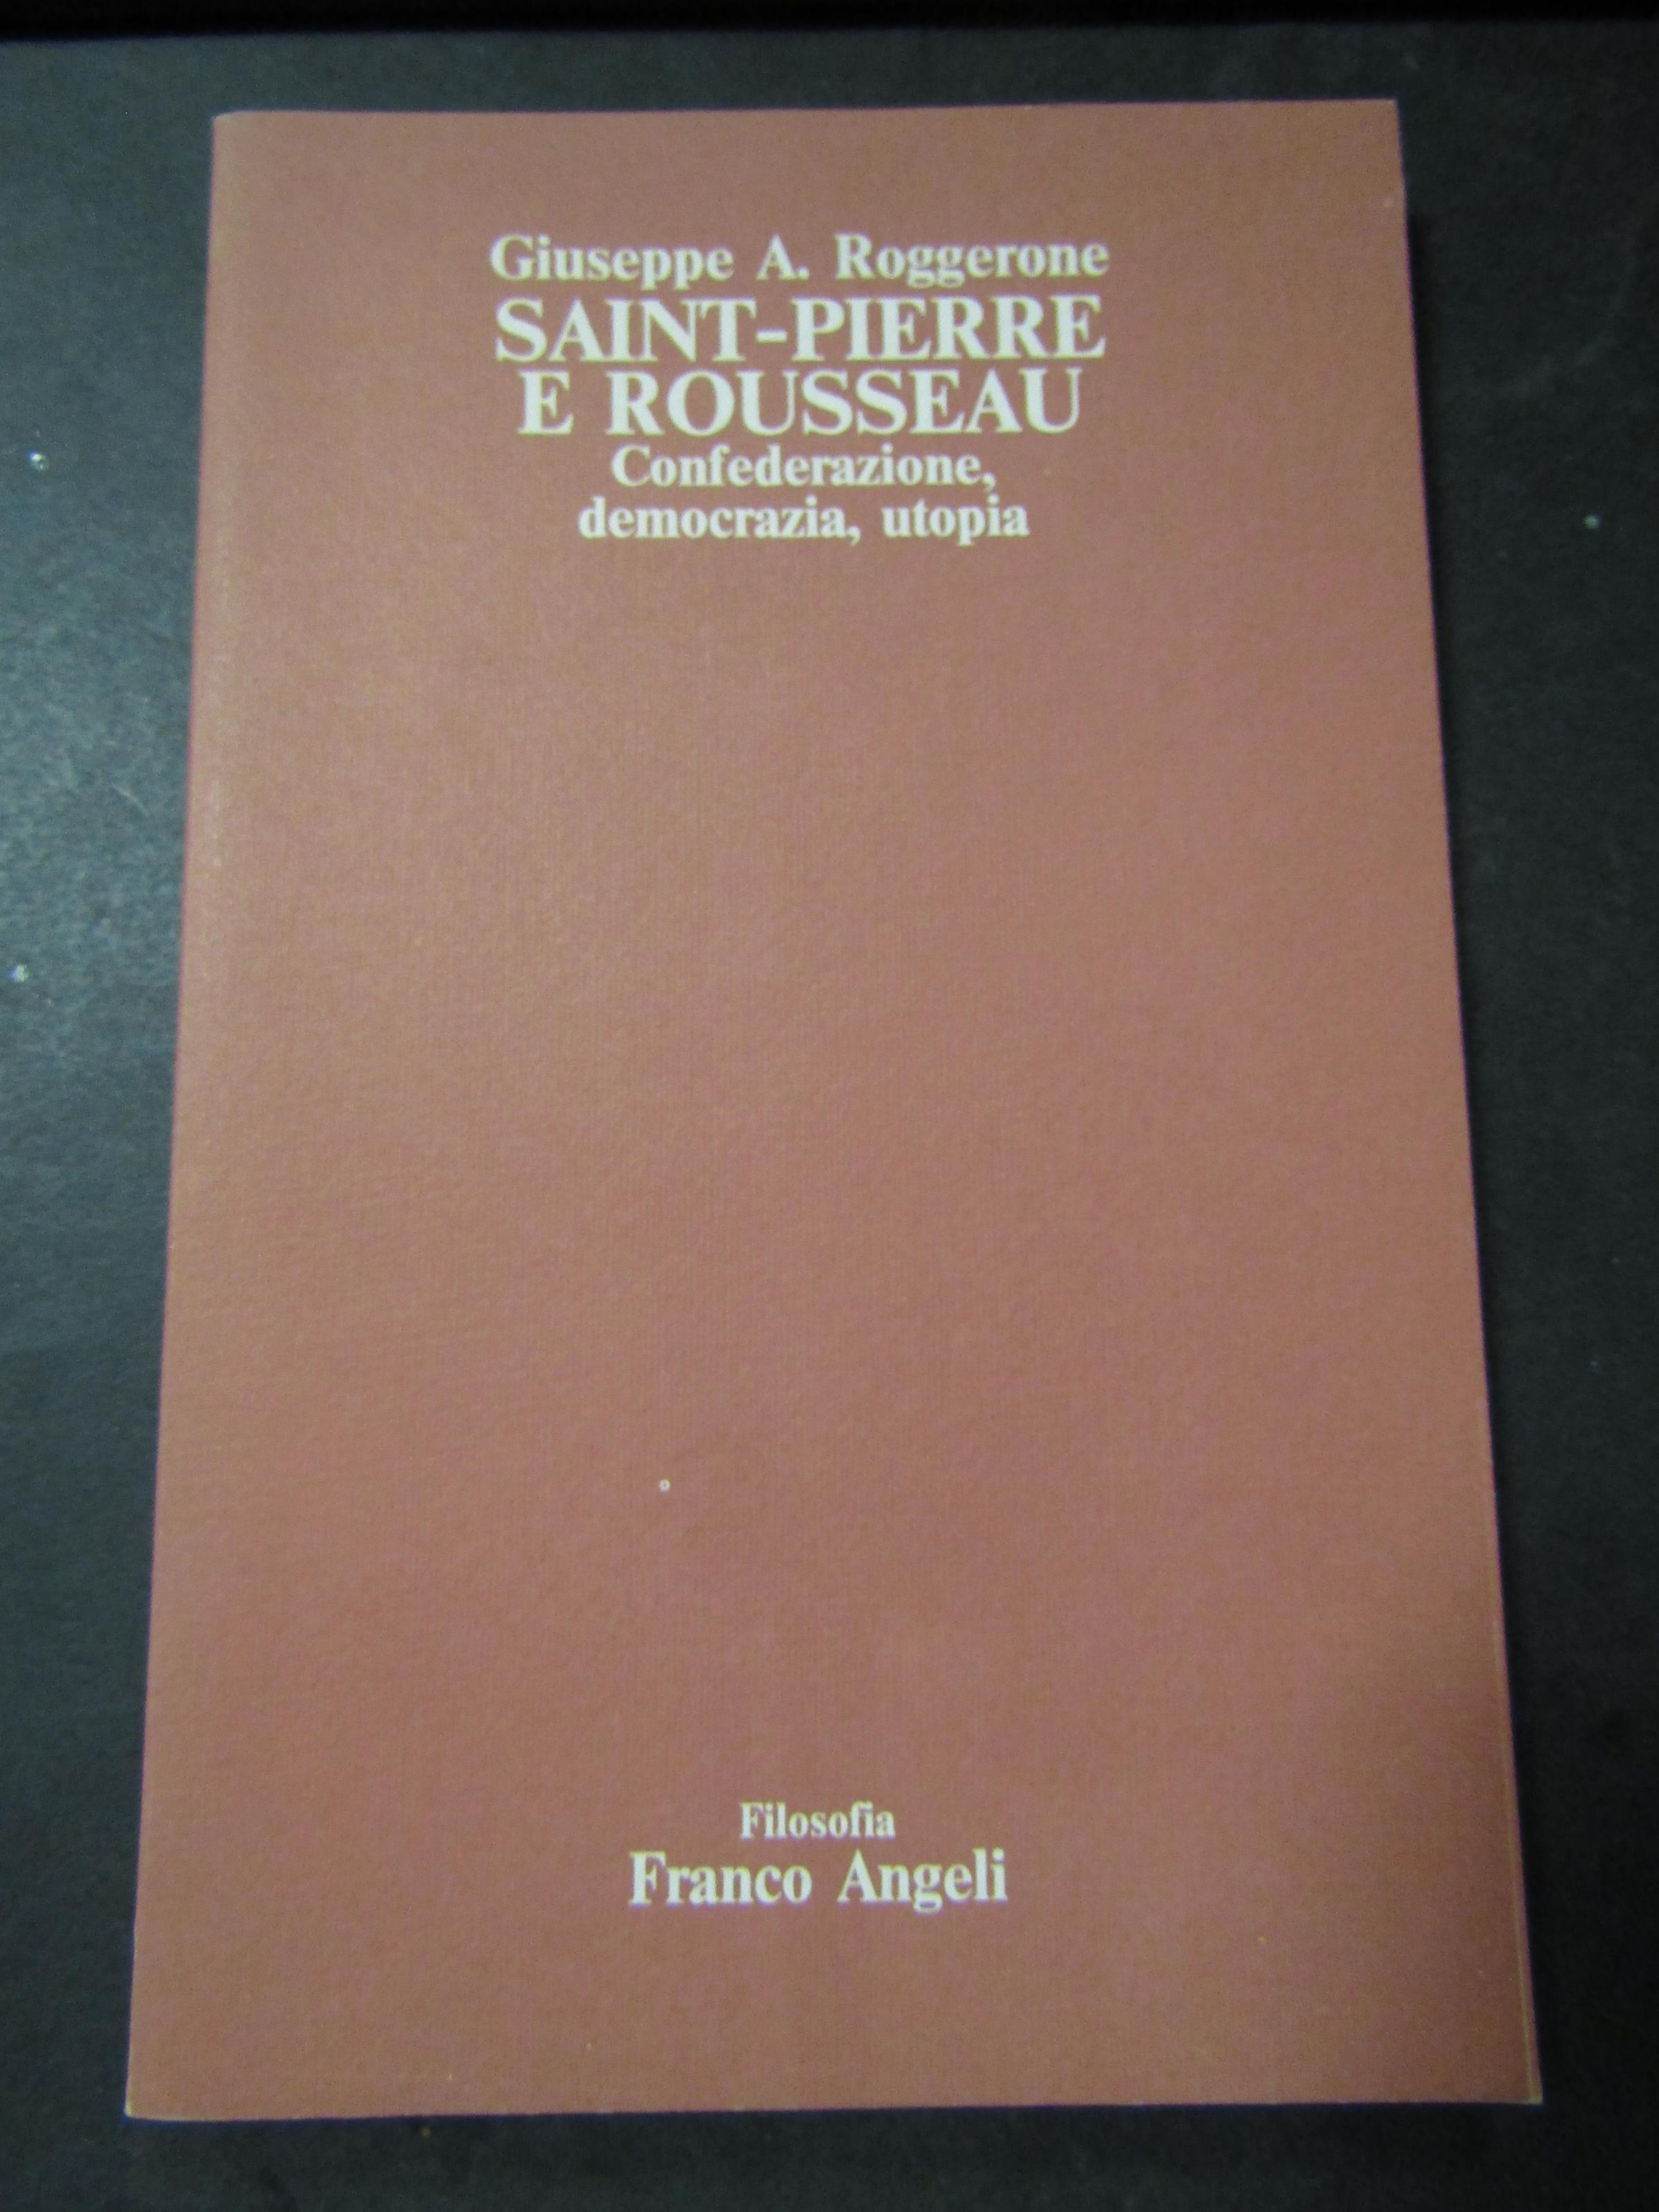 Giuseppe A. Roggerone
SAINT-PIERRE
E ROUSSEAU
Confederazione,
democrazia, utopia
Filosofia
Franco Angeli